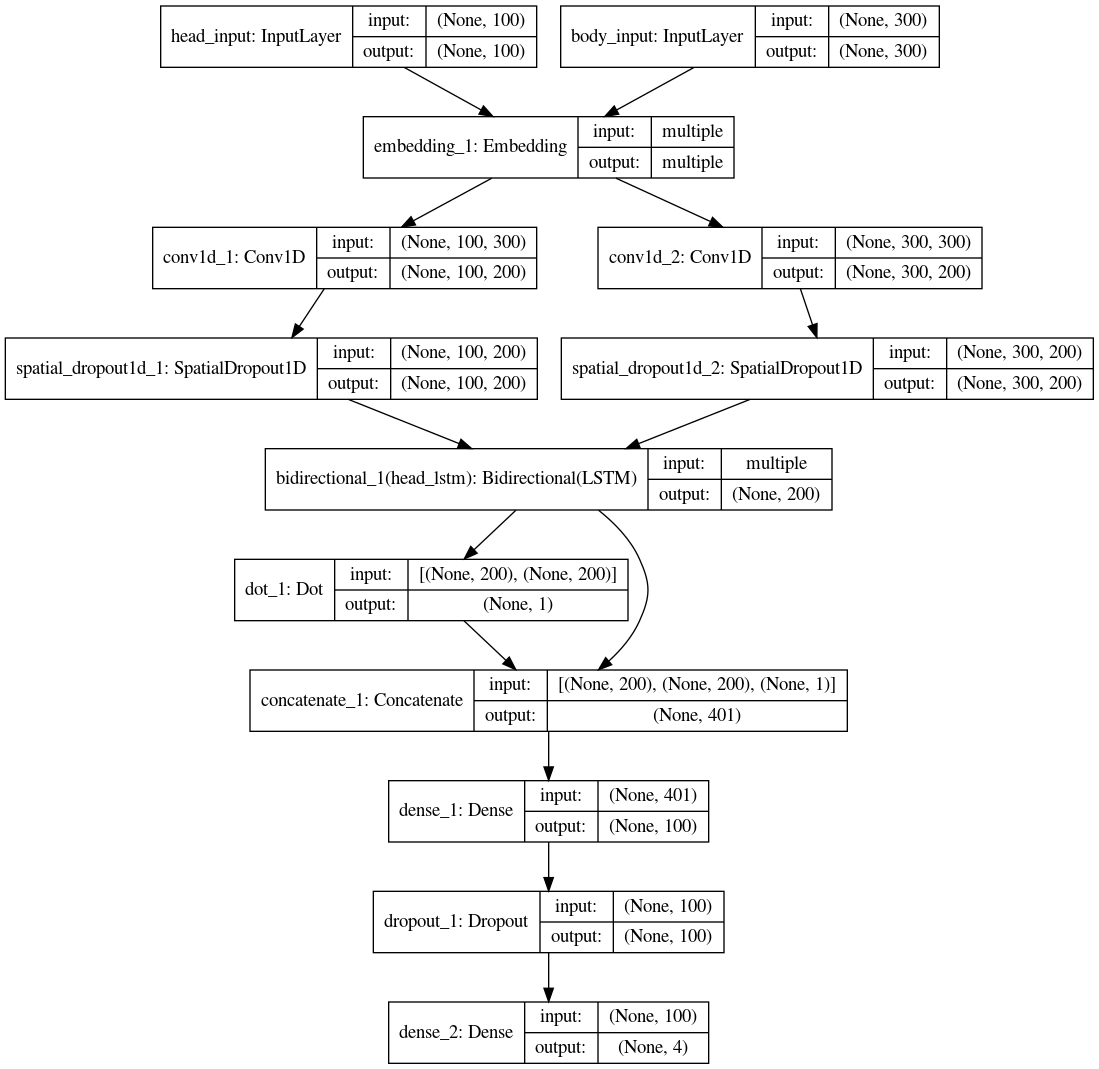 head_input: InputLayer
input:
(None, 100)
output:
(None, 100)
body_input: InputLayer
input:
(None, 300)
output:
(None, 300)
embedding_1: Embedding
input:
multiple
output:
multiple
conv1d_1: Conv1D
input:
(None, 100, 300)
output:
(None, 100, 200)
conv1d_2: Conv1D
input:
(None, 300, 300)
output:
(None, 300, 200)
spatial_dropout1d_1: SpatialDropout1D
input:
(None, 100, 200)
output:
(None, 100, 200)
spatial_dropout1d_2: SpatialDropout1D
input:
(None, 300, 200)
output:
(None, 300, 200)
bidirectional_1(head_lstm): Bidirectional(LSTM)
input:
multiple
output:
(None, 200)
dot_1: Dot
input:
[(None, 200), (None, 200)]
output:
(None, 1)
concatenate_1: Concatenate
input:
[(None, 200), (None, 200), (None, 1)]
output:
(None, 401)
dense_1: Dense
input:
(None, 401)
output:
(None, 100)
dropout_1: Dropout
input:
(None, 100)
output:
(None, 100)
dense_2: Dense
input:
(None, 100)
output:
(None, 4)